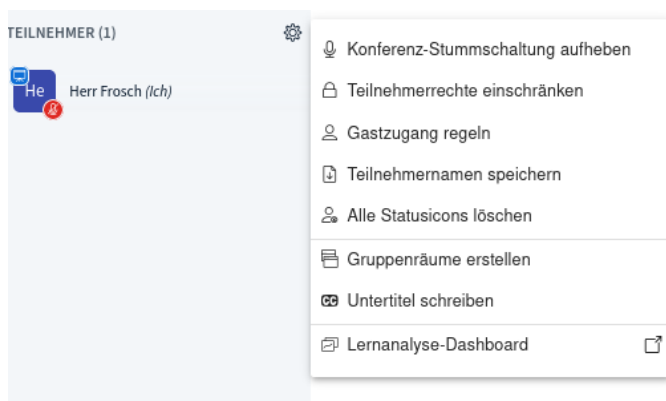 TEILNEHMER (1)
He
Herr Frosch (Ich)
Konferenz-Stummschaltung aufheben
Teilnehmerrechte einschränken
Gastzugang regeln
Teilnehmernamen speichern
Alle Statusicons löschen
Gruppenräume erstellen
CC Untertitel schreiben
Lernanalyse-Dashboard